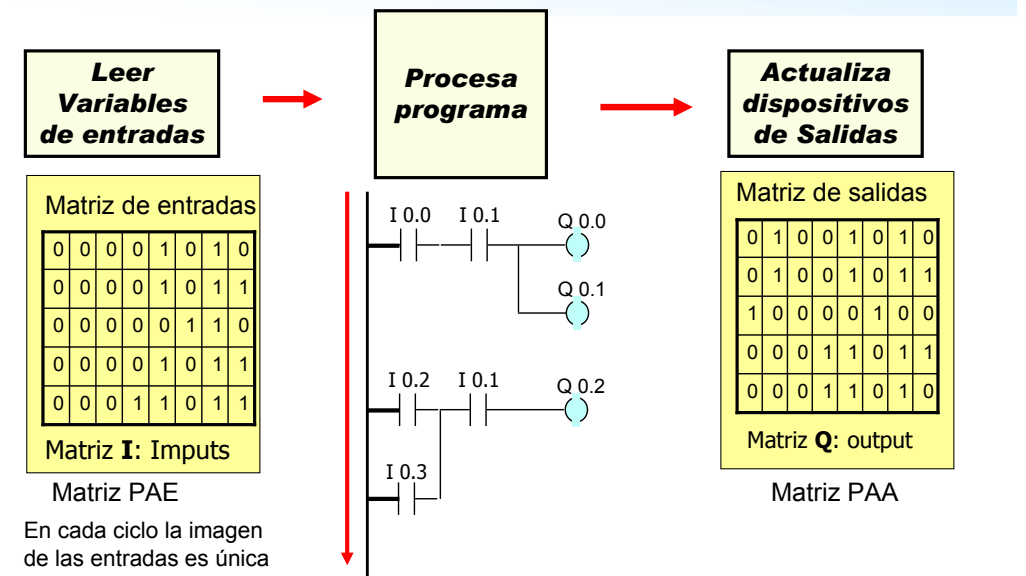 Leer
Variables
de entradas
Procesa
programa
Actualiza
dispositivos
de Salidas
Matriz de entradas
0 0 0 0 1 0 1 0
0 0 0 0 1 0 1 1
0 0 0 0 0 1 1 0
0 0 0 0 1 0 1 1
0 0 0 1 1 0 1 1
Matriz I: Imputs
Matriz PAE
En cada ciclo la imagen
de las entradas es única
I 0.0 I 0.1 Q 0.0
Q 0.1
I 0.2 I 0.1 Q 0.2
I 0.3
Matriz de salidas
0 1 0 0 1 0 1 0
0 1 0 0 1 0 1 1
1 0 0 0 0 1 0 0
0 0 0 1 1 0 1 1
0 0 0 1 1 0 1 0
Matriz Q: output
Matriz PAA